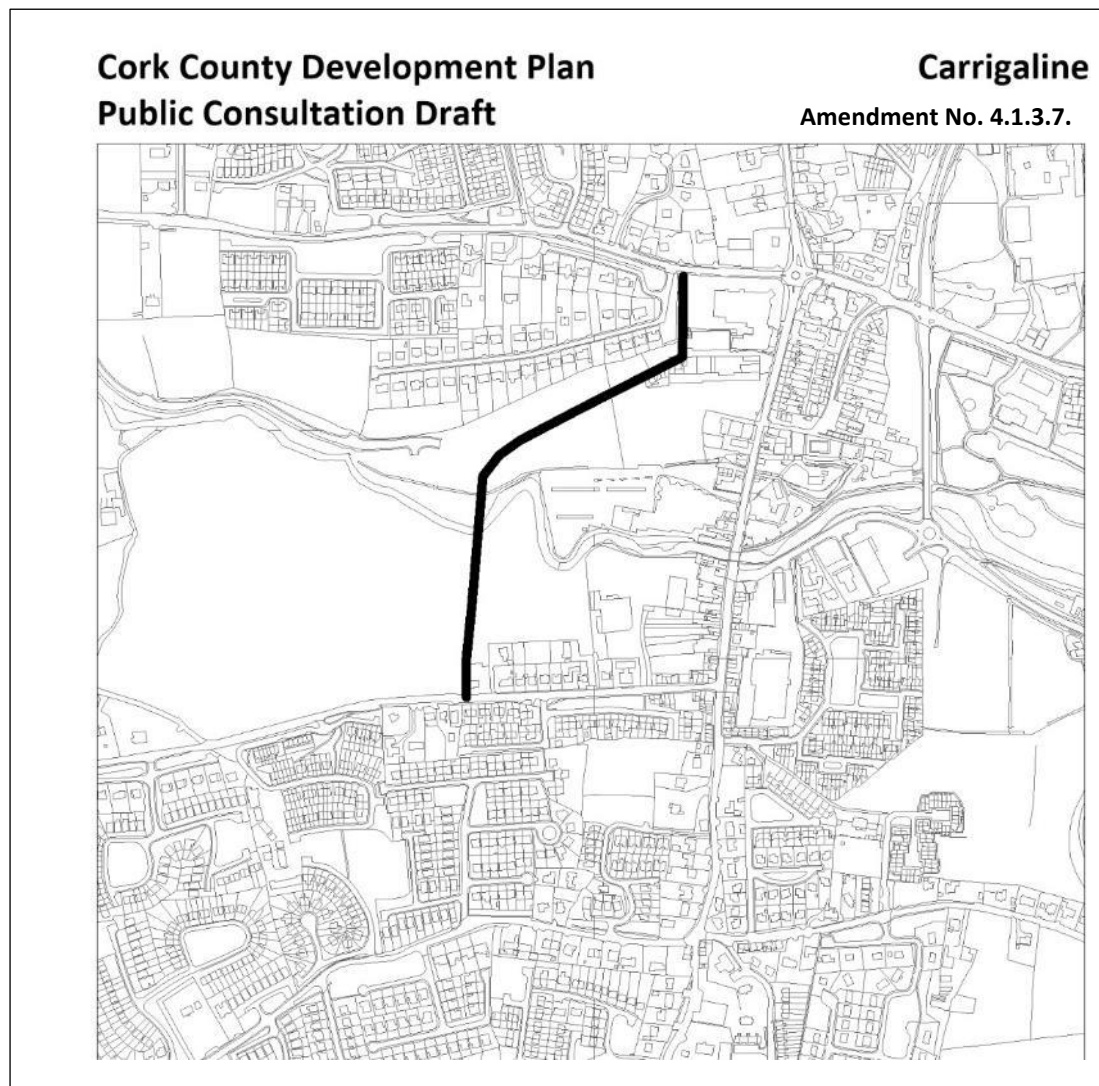 Cork County Development Plan
Carrigaline
Public Consultation Draft
Amendment No. 4.1.3.7.